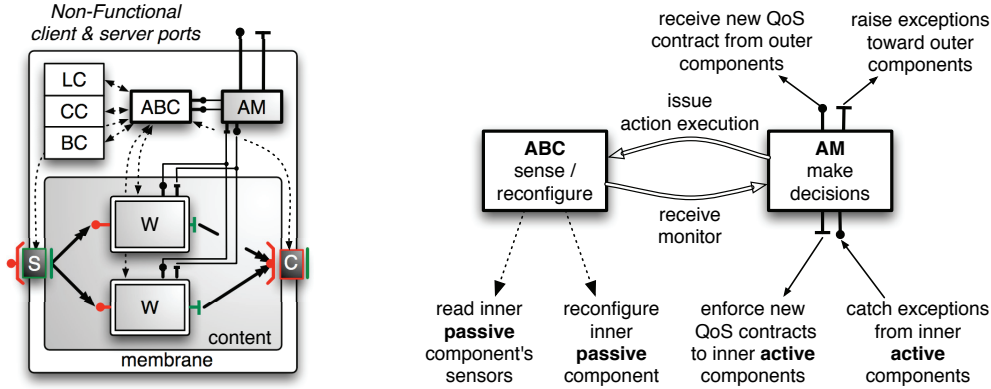 Non-Functional
client & server ports
LC
CC
BC
ABC
AM
W
W
S
C
content
membrane
receive new QoS
contract from outer
components
raise exceptions
toward outer
components
issue
action execution
ABC
sense /
reconfigure
AM
make
decisions
receive
monitor
read inner
passive
component's
sensors
reconfigure
inner
passive
component
enforce new
QoS contracts
to inner active
components
catch exceptions
from inner
active
components